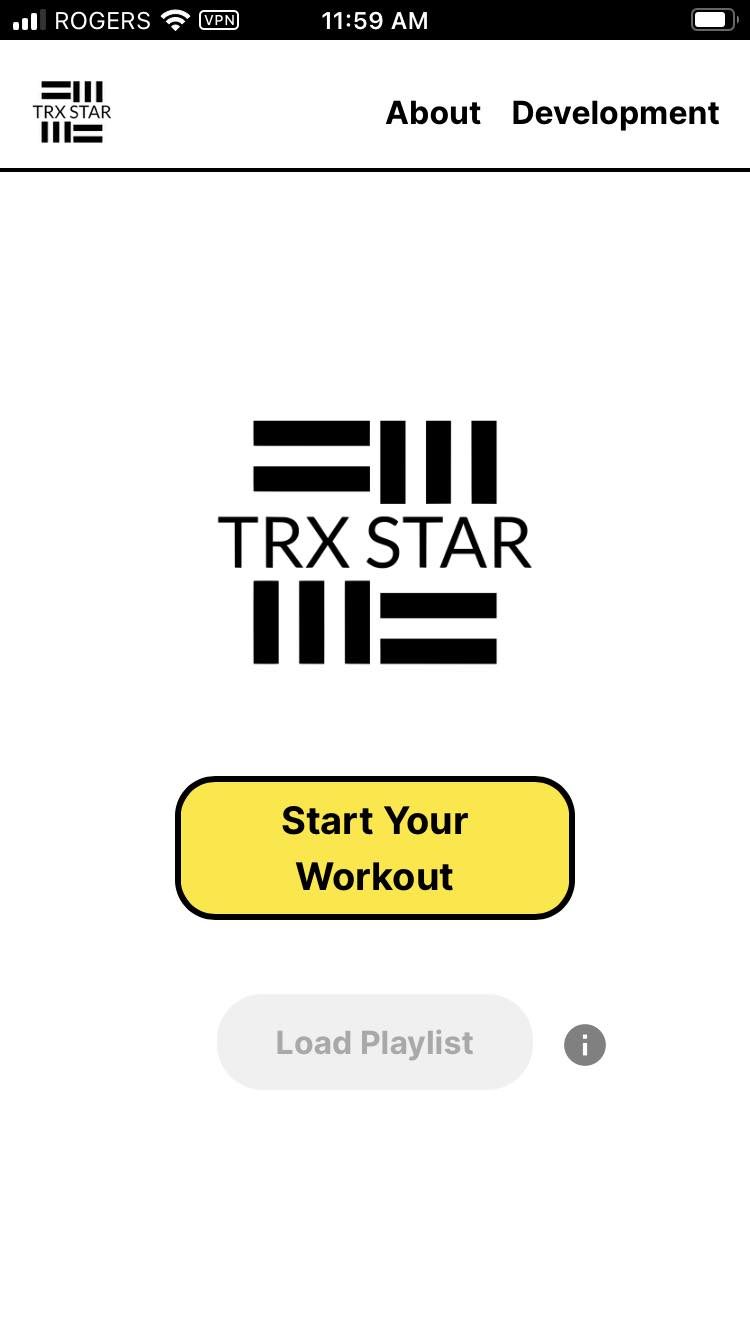 ROGERS VPN 11:59 AM
TRX STAR
About Development
TRX STAR
Start Your
Workout
Load Playlist